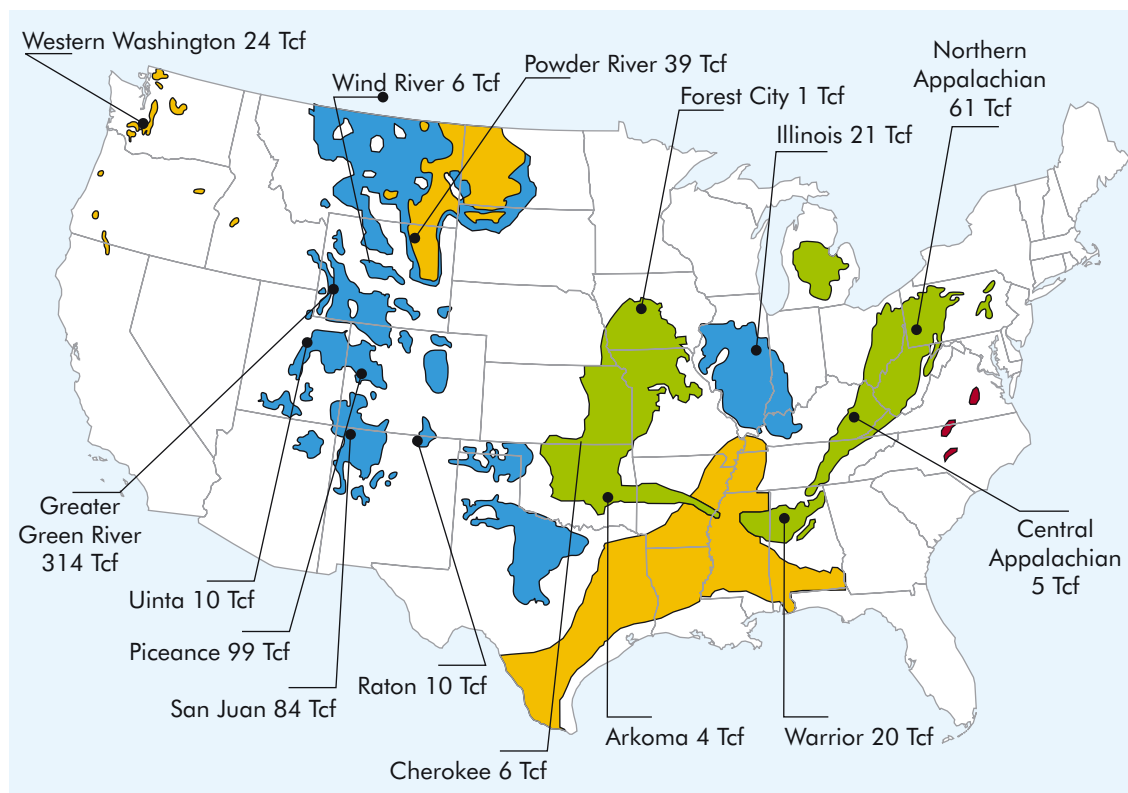 Western Washington 24 Tcf
Wind River 6 Tcf
Powder River 39 Tcf
Forest City 1 Tcf
Illinois 21 Tcf
Northern
Appalachian
61 Tcf
Greater
Green River
314 Tcf
Uinta 10 Tcf
Piceance 99 Tcf
San Juan 84 Tcf
Raton 10 Tcf
Cherokee 6 Tcf
Arkoma 4 Tcf
Warrior 20 Tcf
Central
Appalachian
5 Tcf